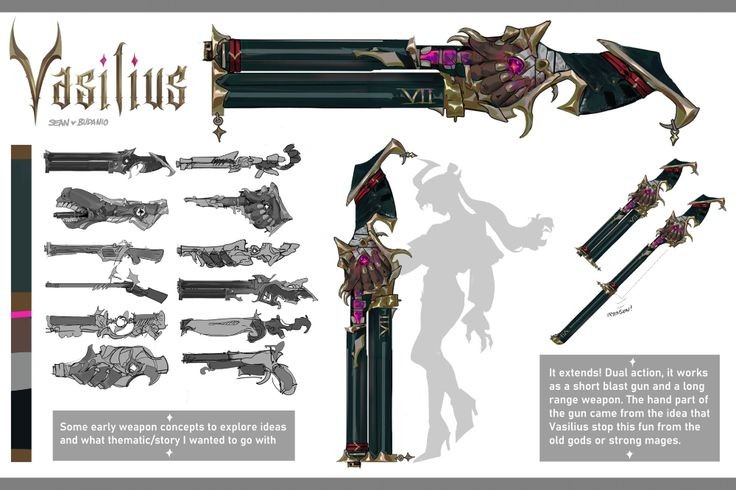 Vasilius
SEAN BUDANIO
VII
VII
EXTENSION!
Some early weapon concepts to explore ideas
and what thematic/story I wanted to go with
It extends! Dual action, it works
as a short blast gun and a long
range weapon. The hand part of
the gun came from the idea that
Vasilius stop this fun from the
old gods or strong mages.